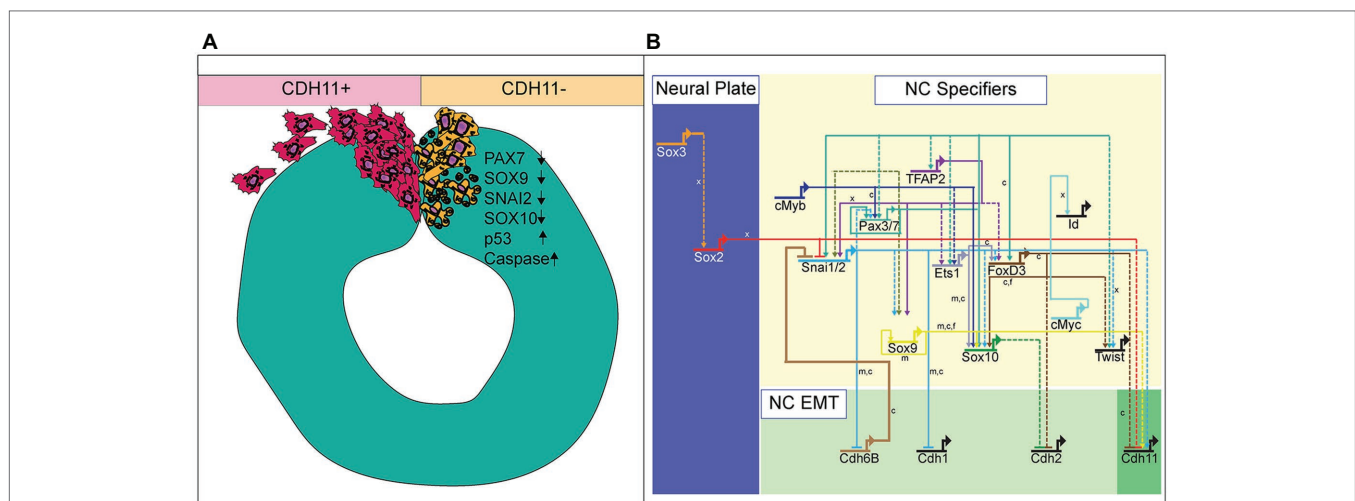 A
B
CDH11+
CDH11-
PAX7
SOX9
SNAI2
SOX10
p53
Caspase
Neural Plate
NC Specifiers
Sox3
x
TFAP2
c
cMyb
c
x
x
Id
Pax3/7
Sox2
x
c
Snai1/2
Ets1
FoxD3
c
c,f
x
m,c
cMyc
m,c,f
Sox9
m
Sox10
Twist
m,c
m,c
NC EMT
c
c
Cdh6B
Cdh1
Cdh2
Cdh11